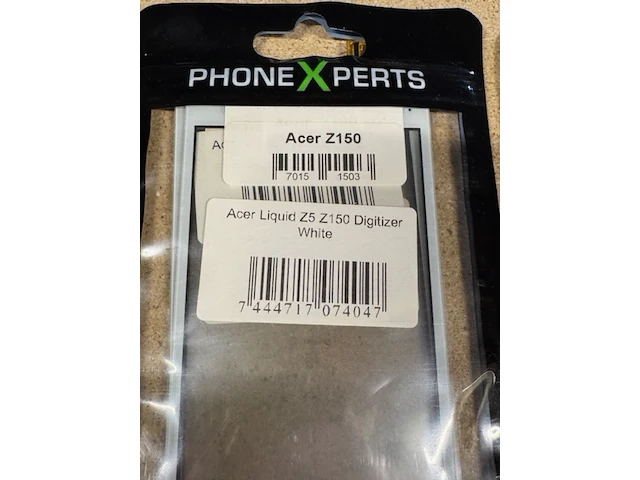 PHONEXPERTS
Acer Z150
7015 1503
Acer Liquid Z5 Z150 Digitizer
White
7 444717 074047